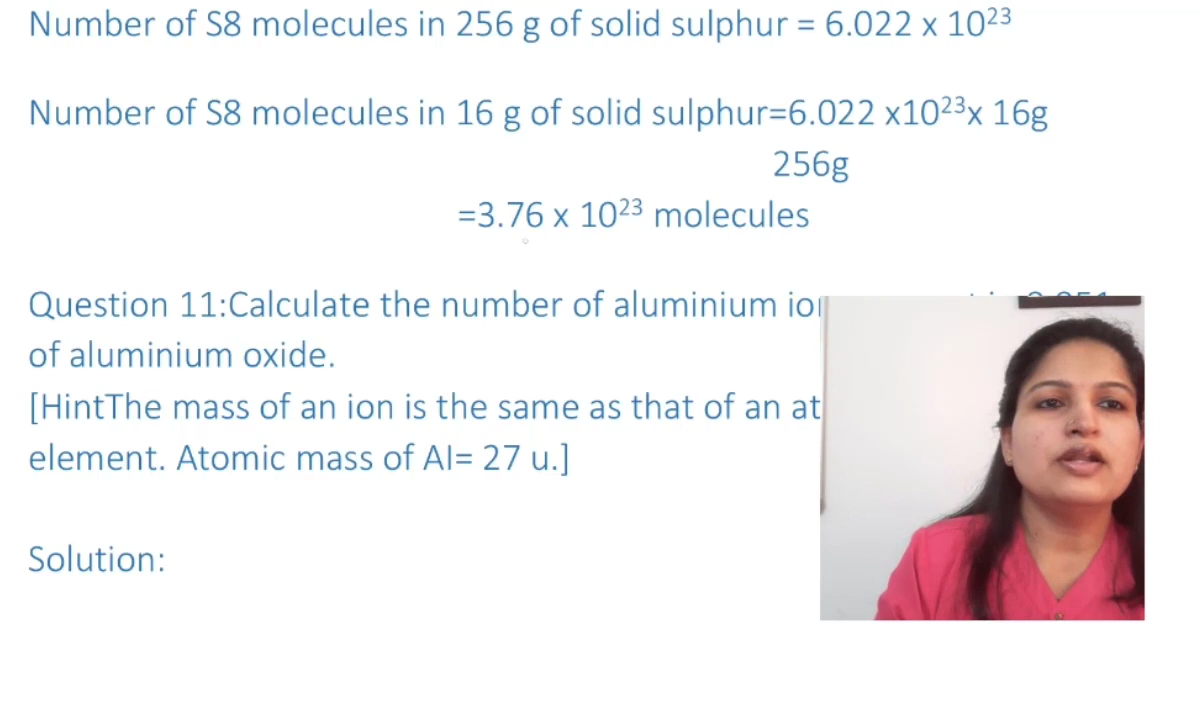 Number of S8 molecules in 256 g of solid sulphur = 6.022 x 10²³
Number of S8 molecules in 16 g of solid sulphur=6.022 x10²³x 16g
256g
=3.76 x 10²³ molecules
Question 11:Calculate the number of aluminium
of aluminium oxide.
[HintThe mass of an ion is the same as that of an
element. Atomic mass of Al= 27 u.]
Solution: